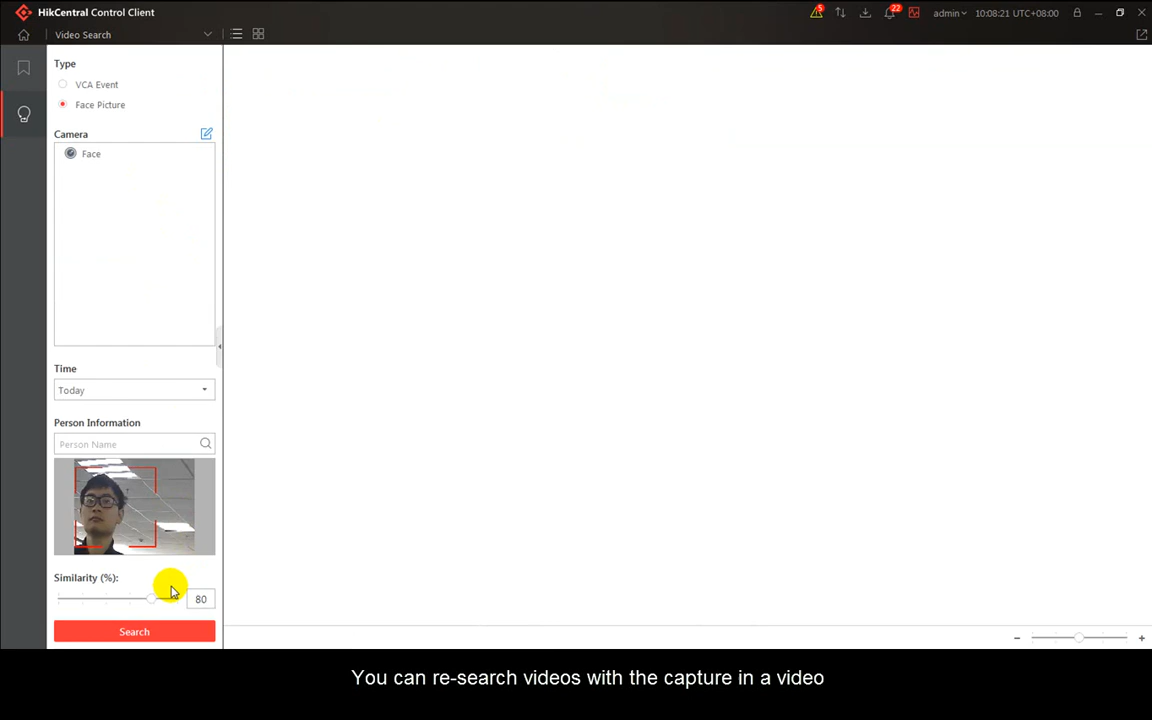 HikCentral Control Client
5
22
admin
10:08:21 UTC+08:00
Video Search
Type
VCA Event
Face Picture
Camera
Face
Time
Today
Person Information
Person Name
Similarity (%):
80
Search
You can re-search videos with the capture in a video